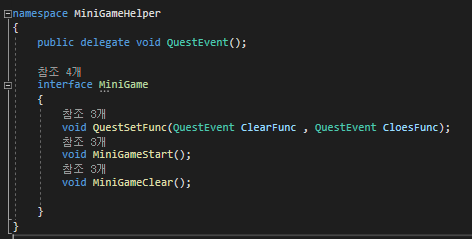 namespace MiniGameHelper
{
public delegate void QuestEvent();
참조 4개
interface MiniGame
{
참조 3개
void QuestSetFunc(QuestEvent ClearFunc , QuestEvent CloesFunc);
참조 3개
void MiniGameStart();
참조 3개
void MiniGameClear();
}
}